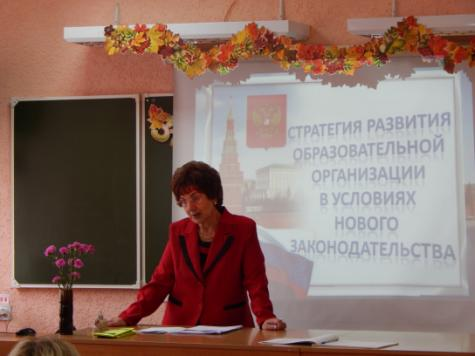 СТРАТЕГИЯ РАЗВИТИЯ
ОБРАЗОВАТЕЛЬНОЙ
ОРГАНИЗАЦИИ
В УСЛОВИЯХ
НОВОГО
ЗАКОНОДАТЕЛЬСТВА